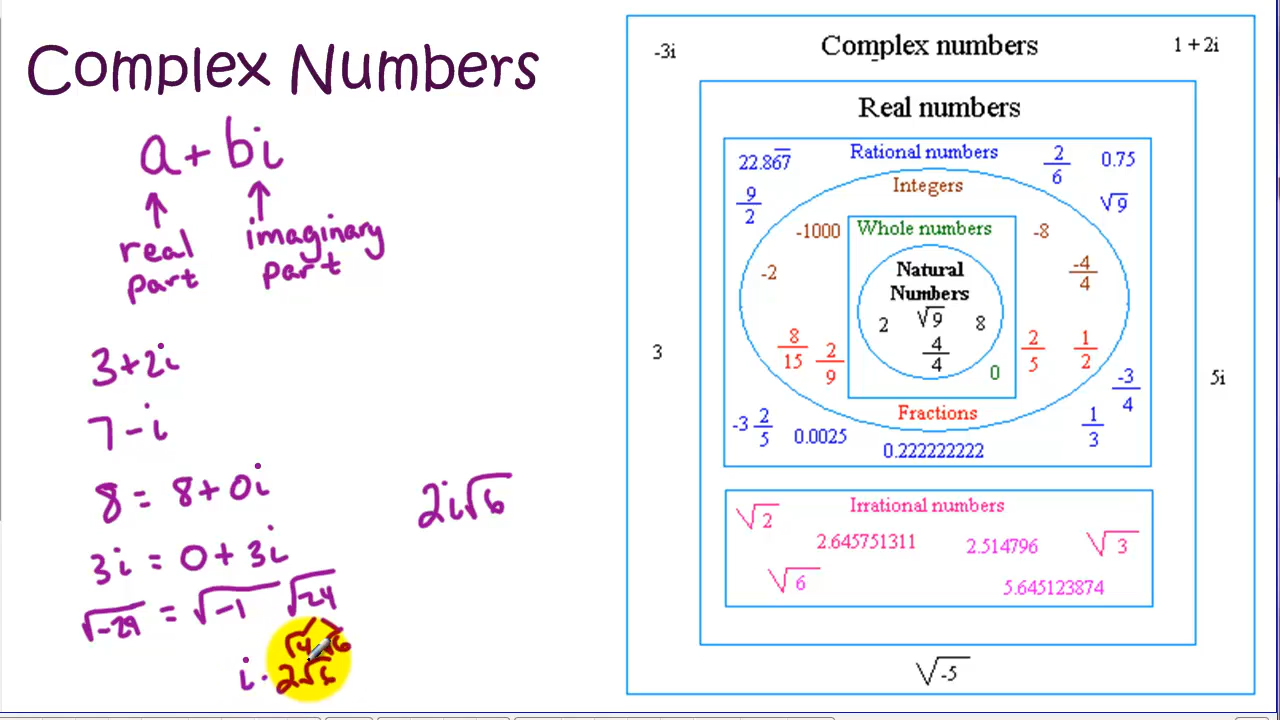 Complex Numbers
a + bi
real part
imaginary part
3+2i
7-i
8 = 8+0i
3i = 0+3i
√-29 = √-1 √24
√4 √6
i · 2√6
2i√6
-3i Complex numbers 1 + 2i
Real numbers
22.867̅ Rational numbers 2/6 0.75
9/2 Integers √9
-1000 Whole numbers -8
-2 Natural -4/4
Numbers
2 √9 8
8/15 2/9 4/4 0 2/5 1/2
3
5i
-3/4
Fractions
-3 2/5 0.0025 1/3
0.222222222
√2 Irrational numbers
2.645751311 2.514796 √3
√6 5.645123874
√-5